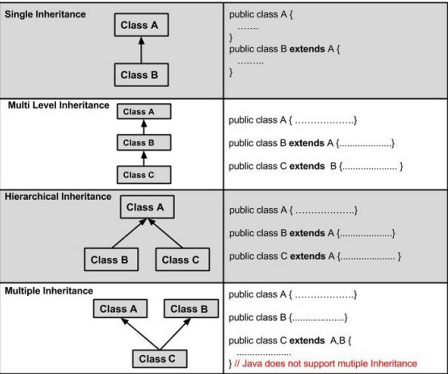 Single Inheritance
Class A
Class B
public class A {
.......
}
public class B extends A {
.........
}
Multi Level Inheritance
Class A
Class B
Class C
public class A { ....................}
public class B extends A {....................}
public class C extends B {..................... }
Hierarchical Inheritance
Class A
Class B
Class C
public class A { ....................}
public class B extends A {....................}
public class C extends A {..................... }
Multiple Inheritance
Class A
Class B
Class C
public class A { ....................}
public class B {....................}
public class C extends A,B {
.....................
} // Java does not support mutiple Inheritance